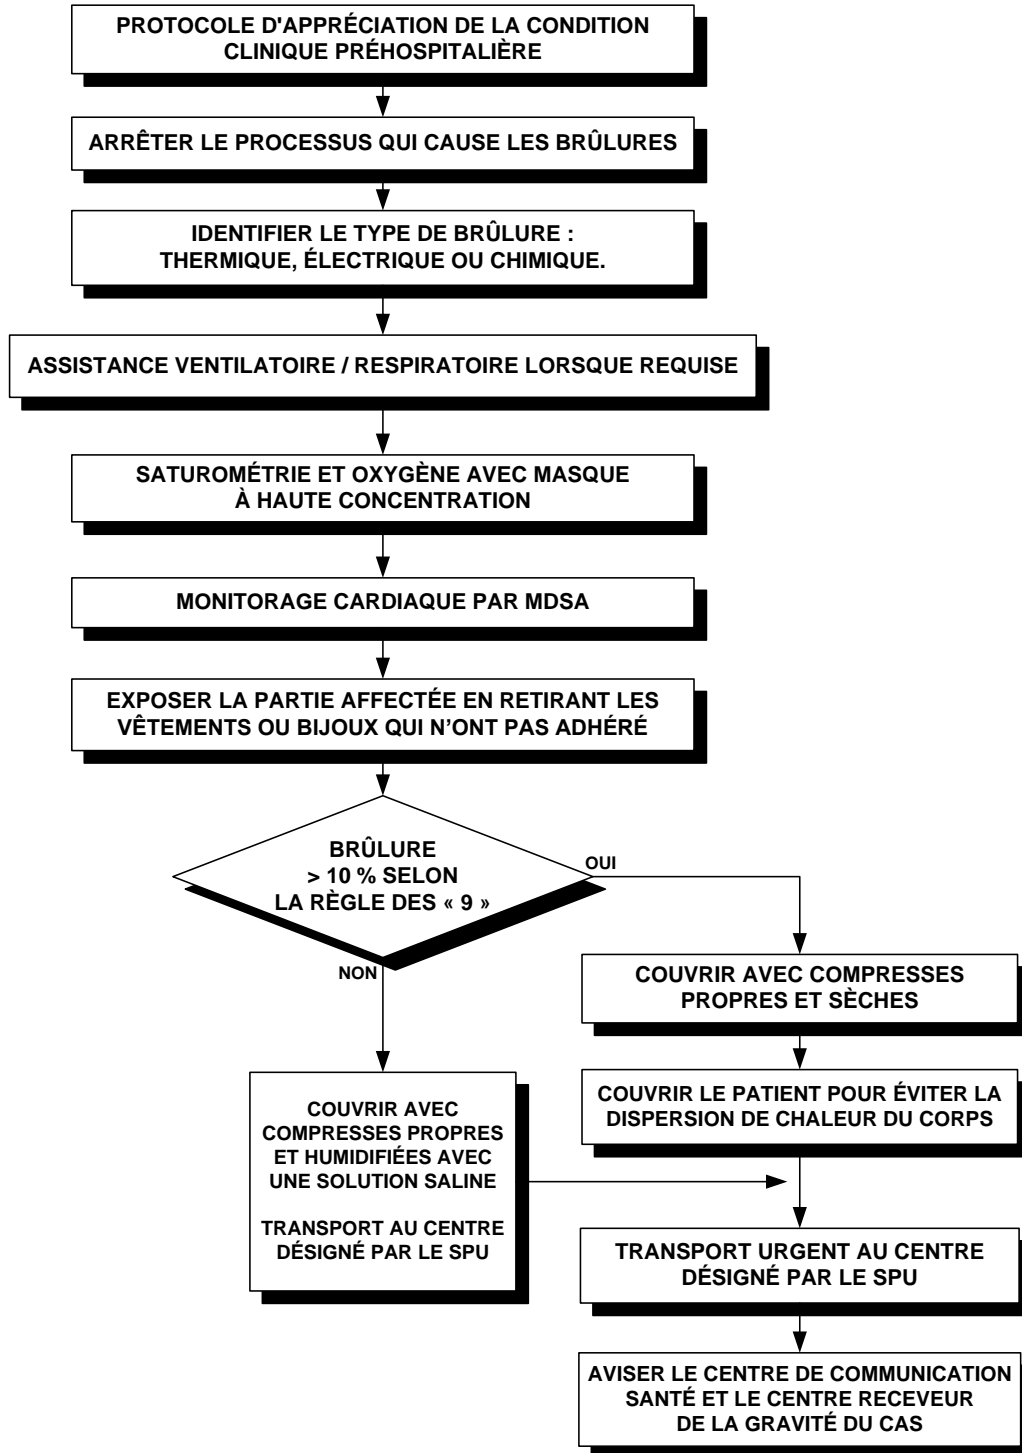 PROTOCOLE D'APPRÉCIATION DE LA CONDITION
CLINIQUE PRÉHOSPITALIÈRE
ARRÊTER LE PROCESSUS QUI CAUSE LES BRÛLURES
IDENTIFIER LE TYPE DE BRÛLURE :
THERMIQUE, ÉLECTRIQUE OU CHIMIQUE.
ASSISTANCE VENTILATOIRE / RESPIRATOIRE LORSQUE REQUISE
SATUROMÉTRIE ET OXYGÈNE AVEC MASQUE
À HAUTE CONCENTRATION
MONITORAGE CARDIAQUE PAR MDSA
EXPOSER LA PARTIE AFFECTÉE EN RETIRANT LES
VÊTEMENTS OU BIJOUX QUI N’ONT PAS ADHÉRÉ
BRÛLURE
> 10 % SELON
LA RÈGLE DES « 9 »
OUI
NON
COUVRIR AVEC COMPRESSES
PROPRES ET SÈCHES
COUVRIR LE PATIENT POUR ÉVITER LA
DISPERSION DE CHALEUR DU CORPS
COUVRIR AVEC
COMPRESSES PROPRES
ET HUMIDIFIÉES AVEC
UNE SOLUTION SALINE
TRANSPORT AU CENTRE
DÉSIGNÉ PAR LE SPU
TRANSPORT URGENT AU CENTRE
DÉSIGNÉ PAR LE SPU
AVISER LE CENTRE DE COMMUNICATION
SANTÉ ET LE CENTRE RECEVEUR
DE LA GRAVITÉ DU CAS